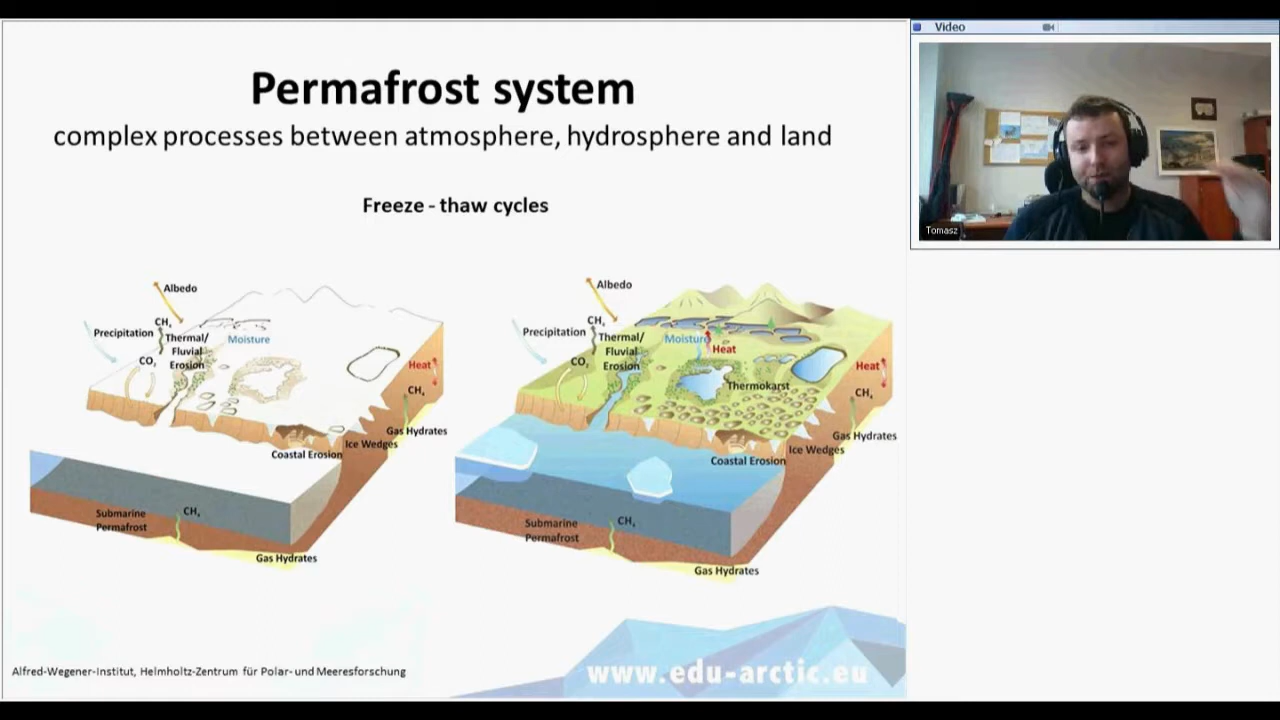 Permafrost system
complex processes between atmosphere, hydrosphere and land
Freeze - thaw cycles
Albedo
CH₄
Precipitation
Thermal/
Fluvial
Erosion
Moisture
CO₂
Heat
CH₄
Gas Hydrates
Ice Wedges
Coastal Erosion
Submarine
Permafrost
CH₄
Gas Hydrates
Albedo
CH₄
Precipitation
Thermal/
Fluvial
Erosion
Moisture
Heat
CO₂
Thermokarst
Heat
CH₄
Gas Hydrates
Ice Wedges
Coastal Erosion
Submarine
Permafrost
CH₄
Gas Hydrates
Alfred-Wegener-Institut, Helmholtz-Zentrum für Polar- und Meeresforschung
www.edu-arctic.eu
Video
Tomasz